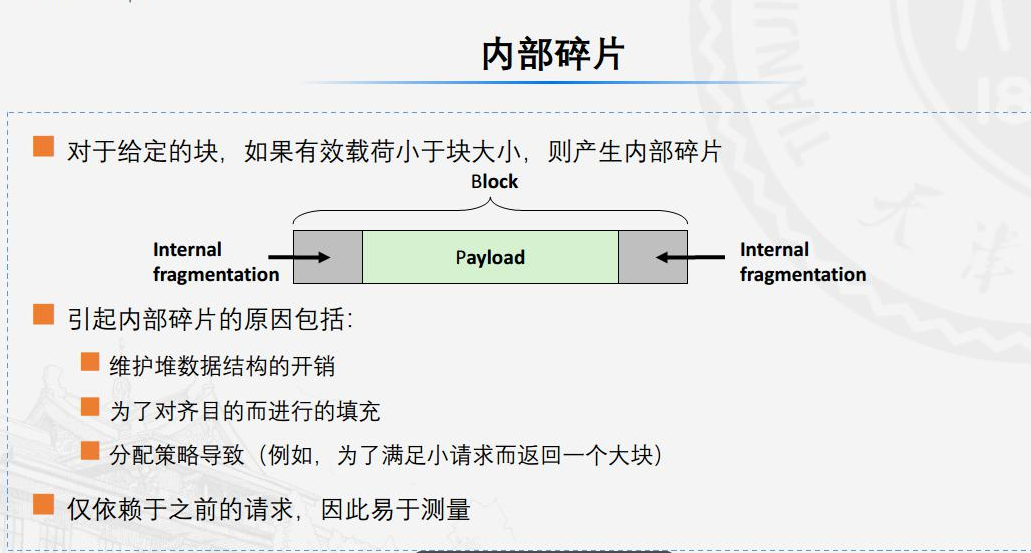 内部碎片
对于给定的块，如果有效载荷小于块大小，则产生内部碎片
Block
Internal
fragmentation
Payload
Internal
fragmentation
引起内部碎片的原因包括：
维护堆数据结构的开销
为了对齐目的而进行的填充
分配策略导致（例如，为了满足小请求而返回一个大块）
仅依赖于之前的请求，因此易于测量
TIANJI
18
天津